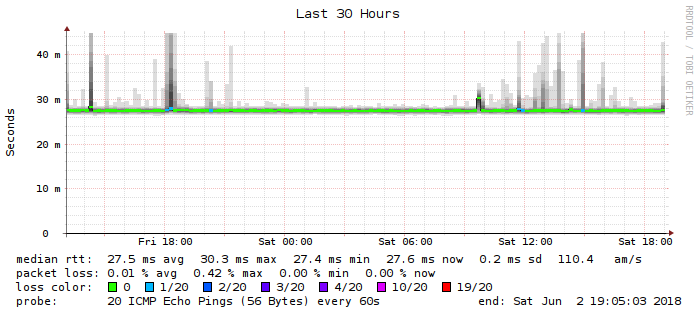 Last 30 Hours
RRDTOOL / TOBI OETIKER
Seconds
40 m
30 m
20 m
10 m
0
Fri 18:00 Sat 00:00 Sat 06:00 Sat 12:00 Sat 18:00
median rtt: 27.5 ms avg 30.3 ms max 27.4 ms min 27.6 ms now 0.2 ms sd 110.4 am/s
packet loss: 0.01 % avg 0.42 % max 0.00 % min 0.00 % now
loss color: 0 1/20 2/20 3/20 4/20 10/20 19/20
probe: 20 ICMP Echo Pings (56 Bytes) every 60s end: Sat Jun 2 19:05:03 2018